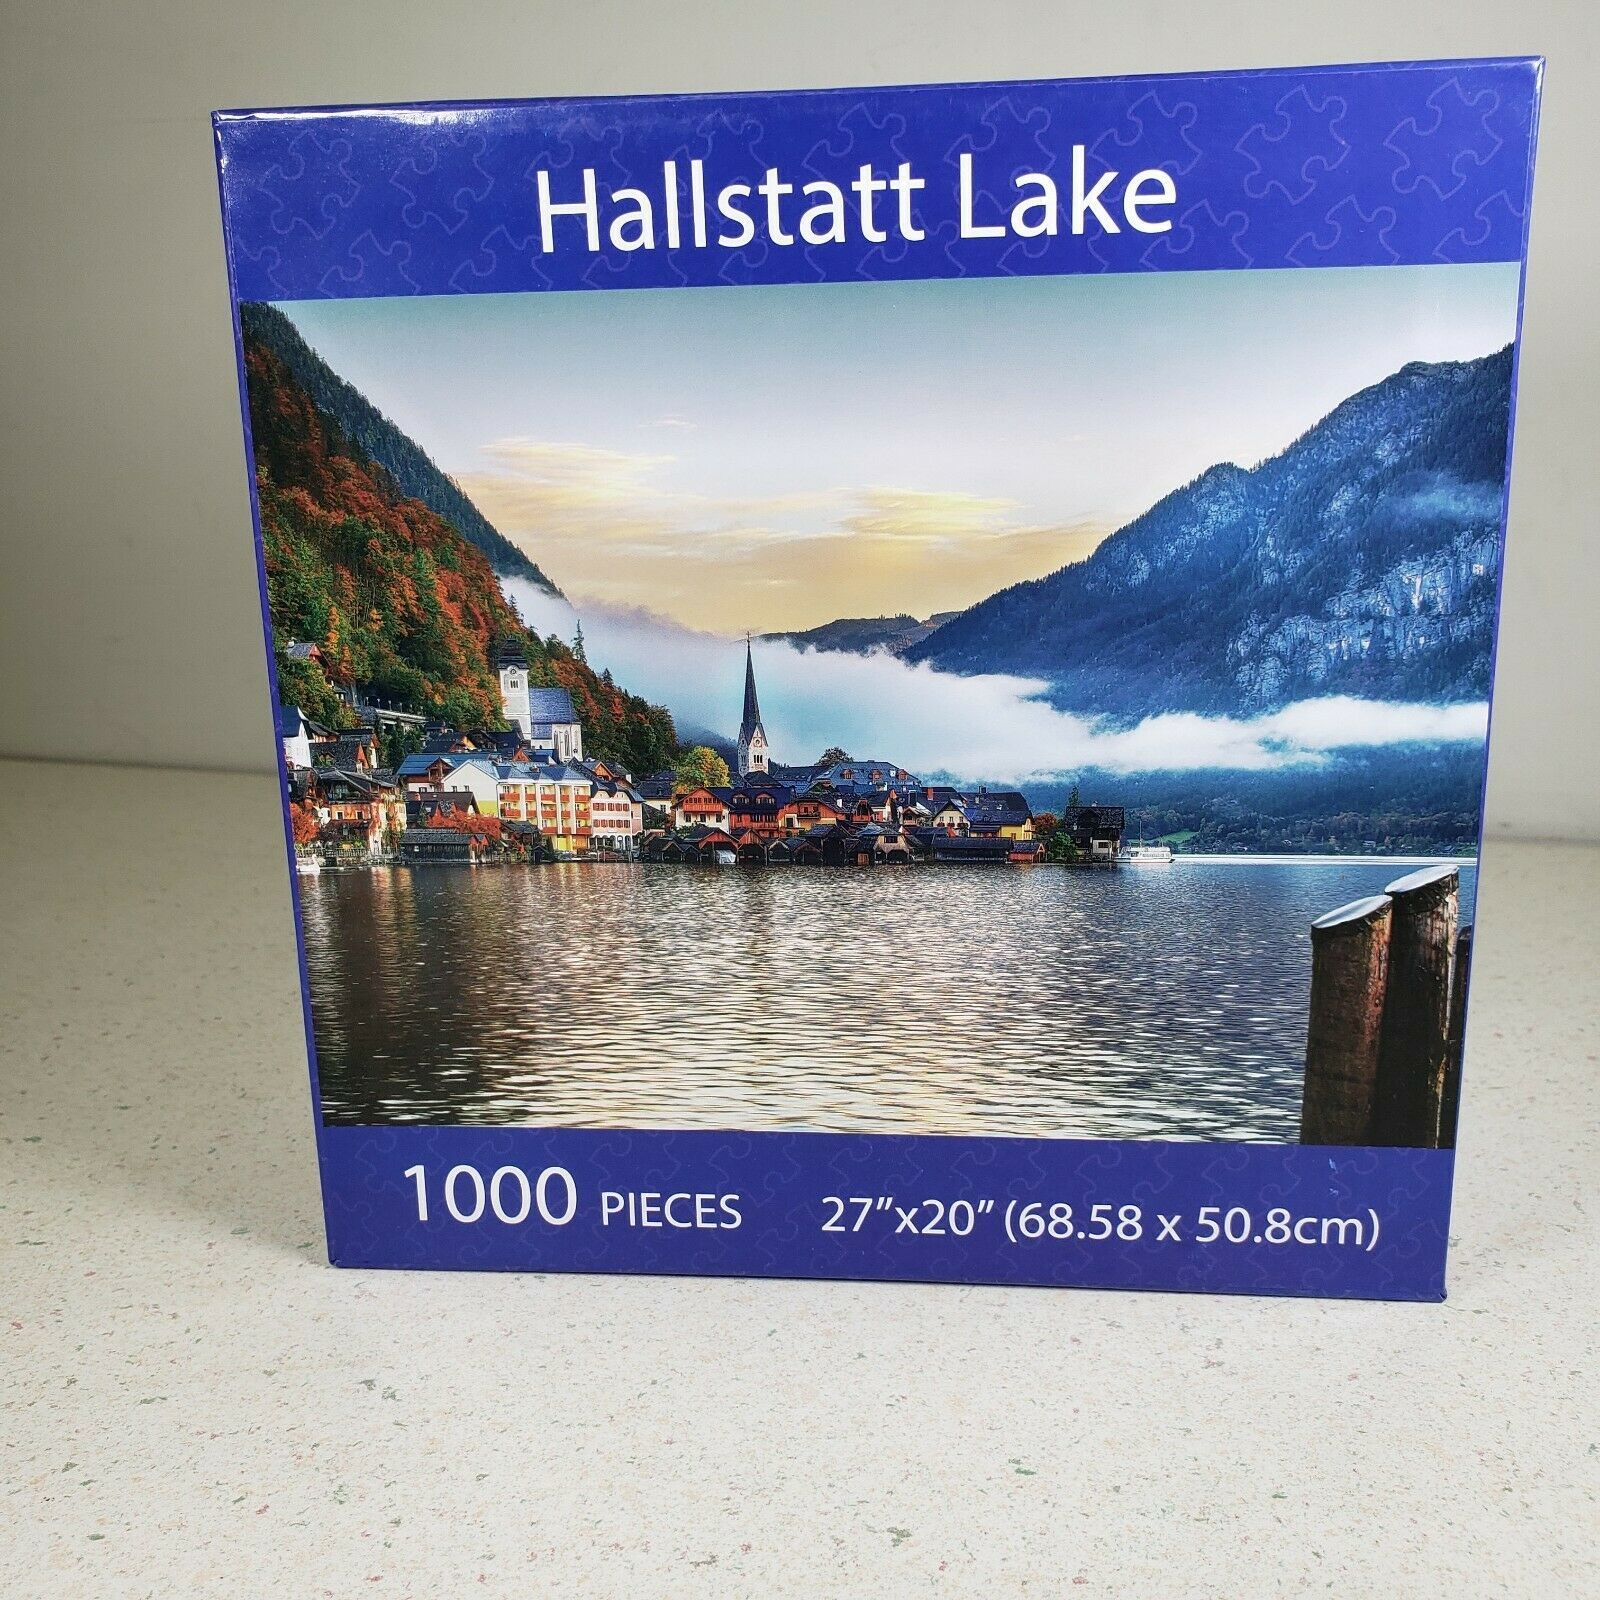 Hallstatt Lake
1000 PIECES 27”x20” (68.58 x 50.8cm)